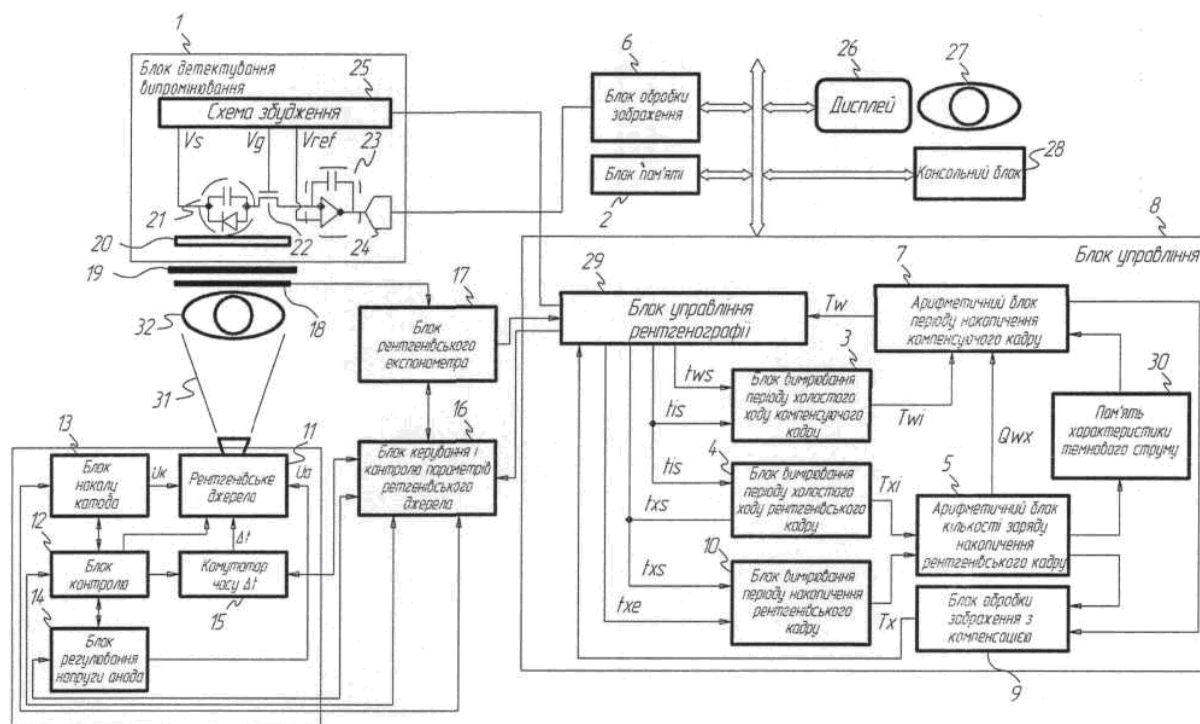 1
Блок детектування
випромінювання
25
Схема збудження
Vs
Vg
Vref
23
21
22
24
20
19
18
32
31
6
Блок обробки
зображення
Блок пам'яті
2
26
Дисплей
27
Консольний блок
28
8
Блок управління
17
Блок
рентгенівського
експонометра
16
Блок керування і
контролю параметрів
ретгенівського
джерела
13
Блок
накалу
катода
Uк
11
Рентгенівське
джерело
Ua
12
Блок
контролю
Δt
Комутатор
часу Δt
15
14
Блок
регулювання
напруги анода
29
Блок управління
рентгенографії
Tw
7
Арифметичний блок
періоду накопичення
компенсуючого
кадру
tws
tis
3
Блок вимірювання
періоду холостого
ходу компенсуючого
кадру
Twi
Qwx
30
Пам'ять
характеристики
темнового струму
tis
txs
4
Блок вимірювання
періоду холостого
ходу рентгенівського
кадру
Txi
5
Арифметичний блок
кількості заряду
накопичення
рентгенівського кадру
txs
txe
10
Блок вимірювання
періоду накопичення
рентгенівського
кадру
Tx
Блок обробки
зображення з
компенсацією
9